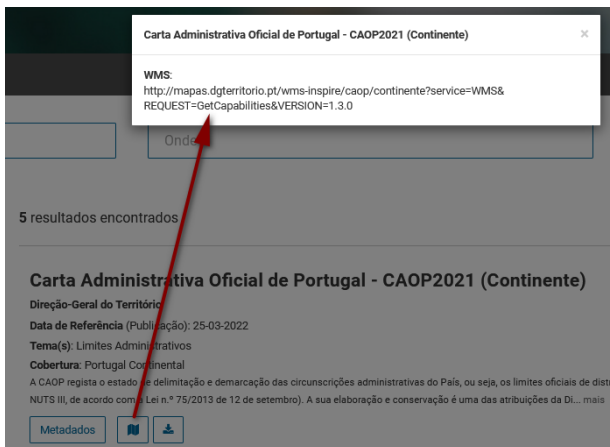 Carta Administrativa Oficial de Portugal - CAOP2021 (Continente)
×
WMS:
http://mapas.dgterritorio.pt/wms-inspire/caop/continente?service=WMS&
REQUEST=GetCapabilities&VERSION=1.3.0
Onde
5 resultados encontrados
Carta Administrativa Oficial de Portugal - CAOP2021 (Continente)
Direção-Geral do Território
Data de Referência (Publicação): 25-03-2022
Tema(s): Limites Administrativos
Cobertura: Portugal Continental
A CAOP regista o estado de delimitação e demarcação das circunscrições administrativas do País, ou seja, os limites oficiais de dist
NUTS III, de acordo com a Lei n.º 75/2013 de 12 de setembro). A sua elaboração e conservação é uma das atribuições da Di... mais
Metadados